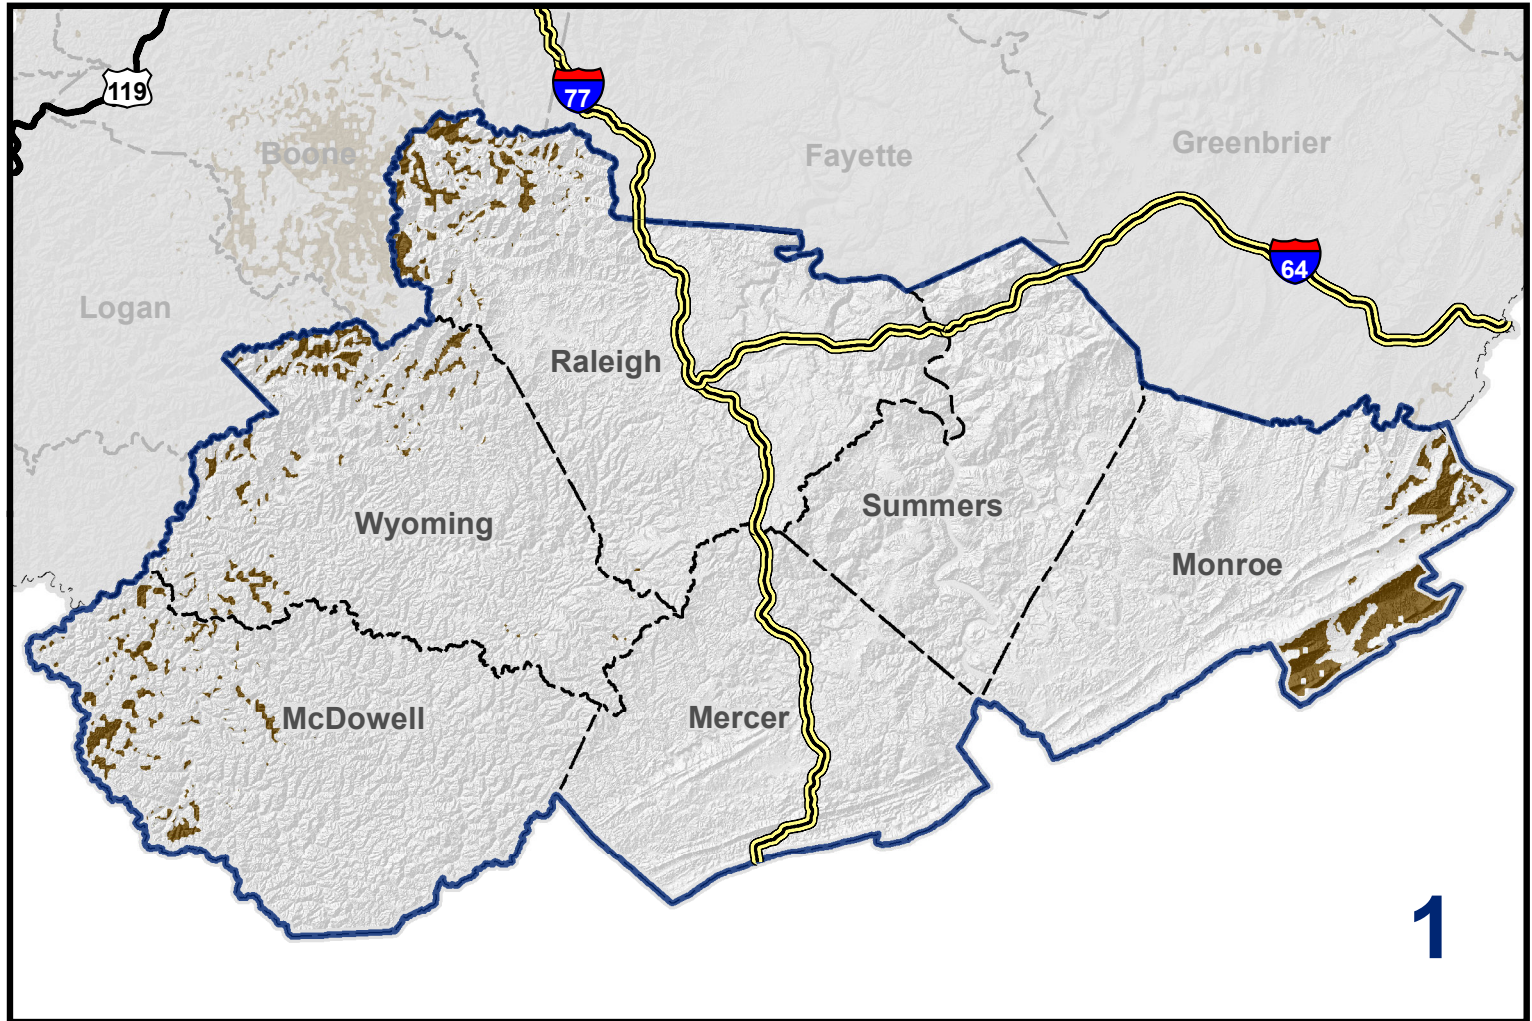 119
77
Boone
Fayette
Greenbrier
64
Logan
Raleigh
Summers
Wyoming
Monroe
McDowell
Mercer
1